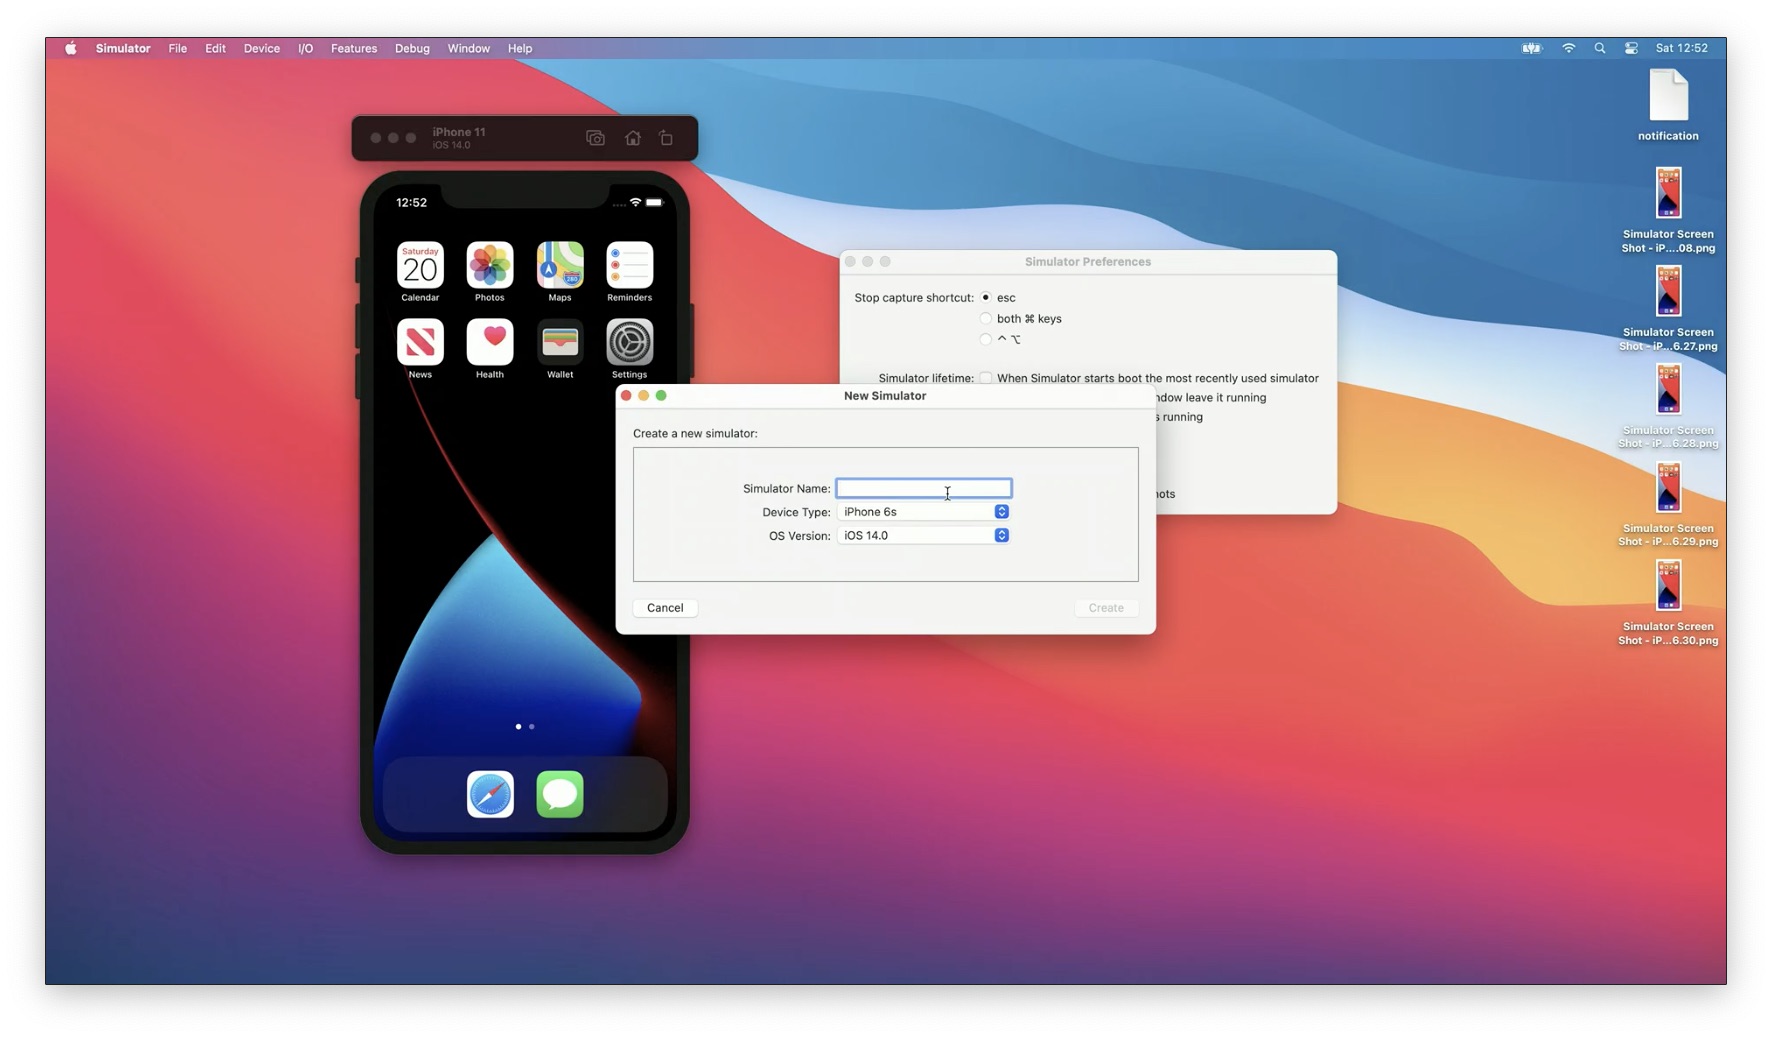 Simulator File Edit Device I/O Features Debug Window Help Sat 12:52
iPhone 11
iOS 14.0
12:52
Saturday
20
Calendar Photos Maps Reminders
280
News Health Wallet Settings
Simulator Preferences
Stop capture shortcut: esc
both ⌘ keys
⌃ ⌥
Simulator lifetime: When Simulator starts boot the most recently used simulator
ndow leave it running
s running
hots
New Simulator
Create a new simulator:
Simulator Name:
Device Type: iPhone 6s
OS Version: iOS 14.0
Cancel Create
notification
Simulator Screen
Shot - iP....08.png
Simulator Screen
Shot - iP...6.27.png
Simulator Screen
Shot - iP...6.28.png
Simulator Screen
Shot - iP...6.29.png
Simulator Screen
Shot - iP...6.30.png